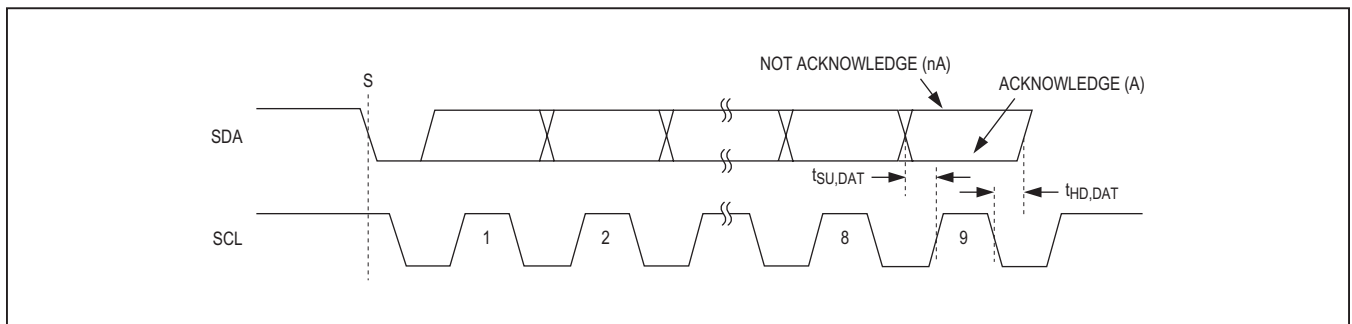 NOT ACKNOWLEDGE (nA)
S
ACKNOWLEDGE (A)
SDA
tSU,DAT
tHD,DAT
SCL
1
2
8
9